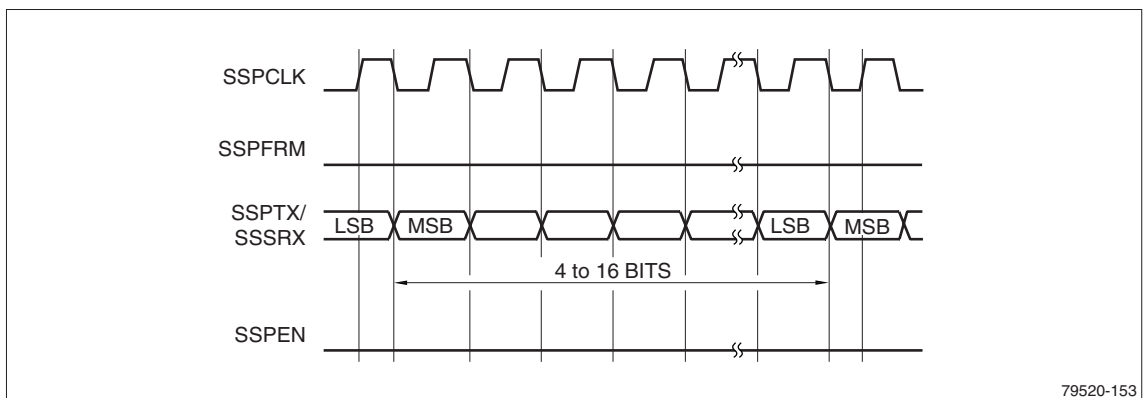 SSPCLK
SSPFRM
SSPTX/
SSSRX
LSB MSB LSB MSB
4 to 16 BITS
SSPEN
79520-153